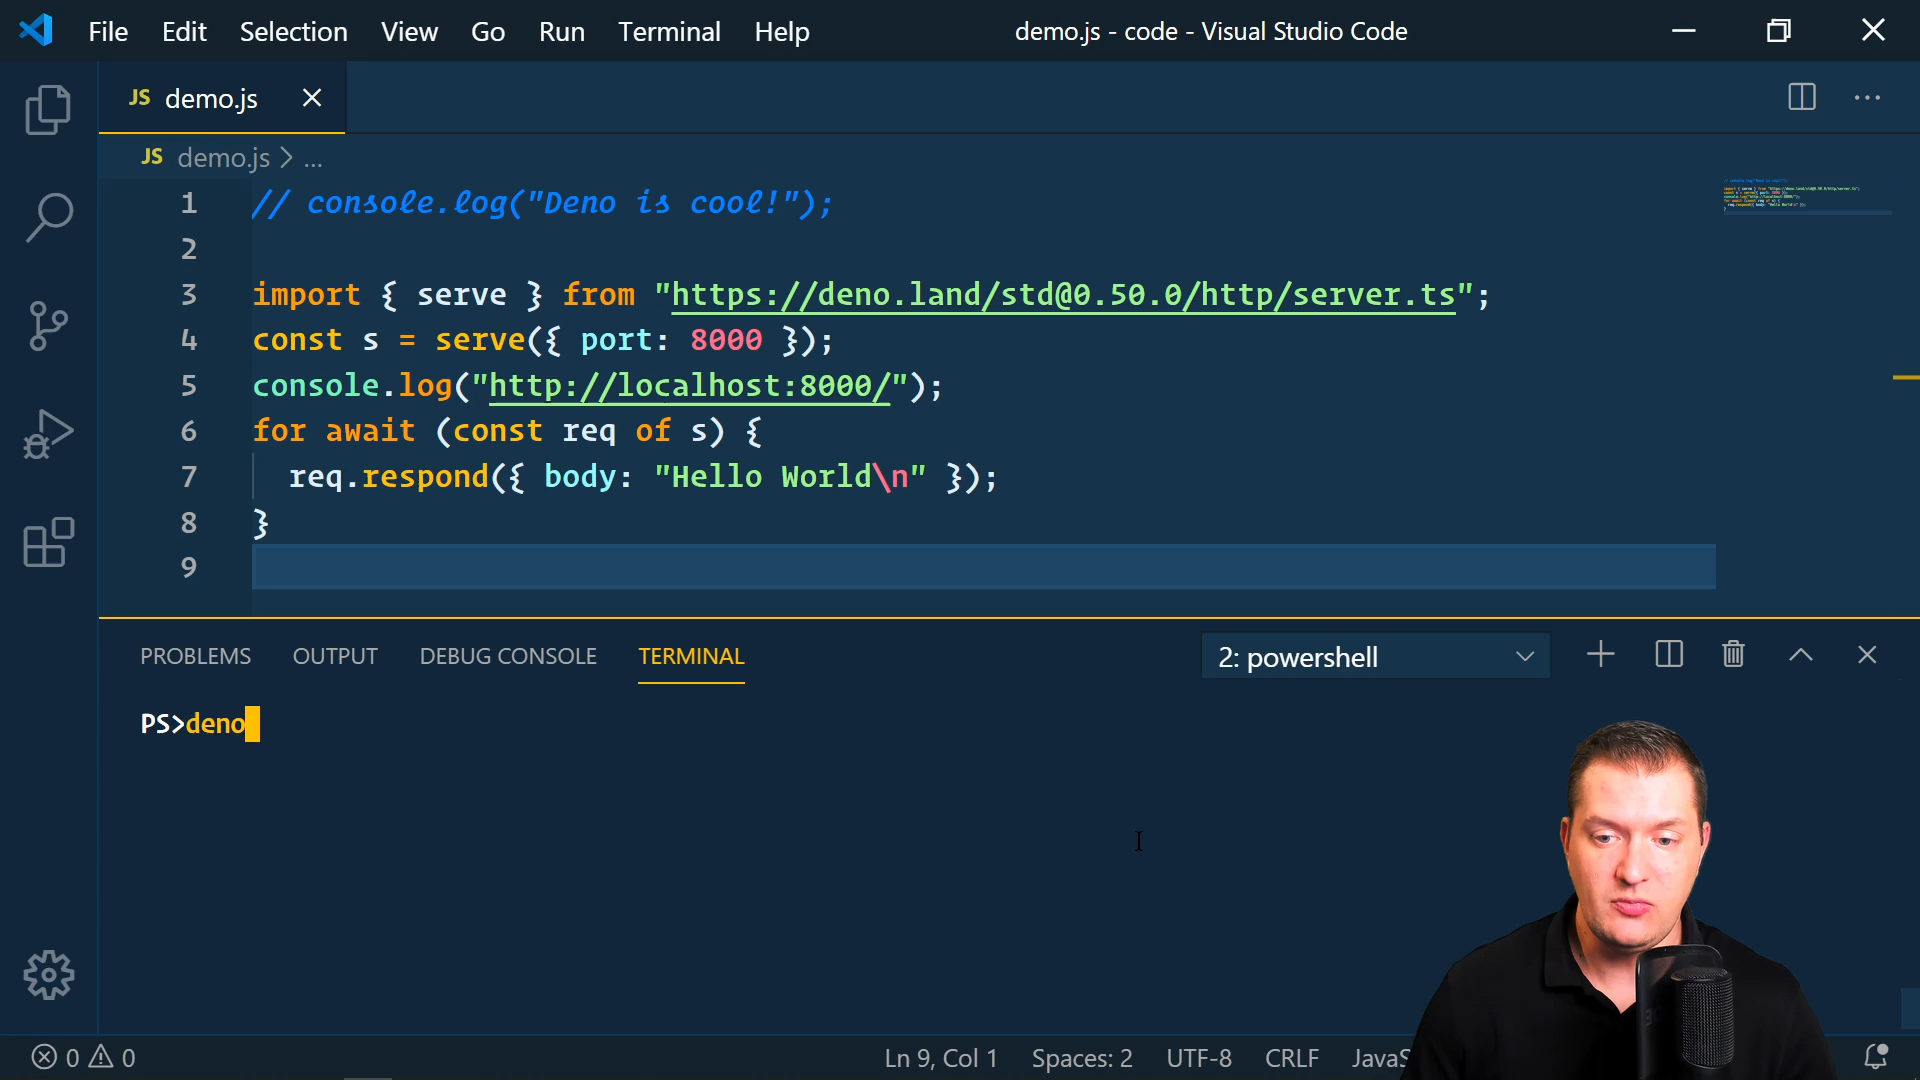 File Edit Selection View Go Run Terminal Help demo.js - code - Visual Studio Code
JS demo.js
JS demo.js > ...
1 // console.log("Deno is cool!");
2
3 import { serve } from "https://deno.land/std@0.50.0/http/server.ts";
4 const s = serve({ port: 8000 });
5 console.log("http://localhost:8000/");
6 for await (const req of s) {
7 req.respond({ body: "Hello World\n" });
8 }
9
PROBLEMS OUTPUT DEBUG CONSOLE TERMINAL 2: powershell
PS>deno
0 0 Ln 9, Col 1 Spaces: 2 UTF-8 CRLF JavaS